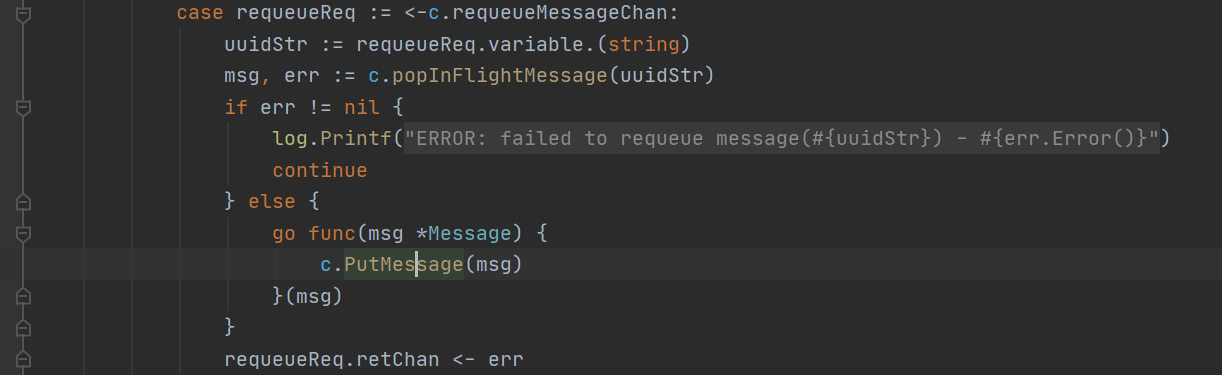 case requeueReq := <-c.requeueMessageChan:
uuidStr := requeueReq.variable.(string)
msg, err := c.popInFlightMessage(uuidStr)
if err != nil {
log.Printf("ERROR: failed to requeue message(#{uuidStr}) - #{err.Error()}")
continue
} else {
go func(msg *Message) {
c.PutMessage(msg)
}(msg)
}
requeueReq.retChan <- err